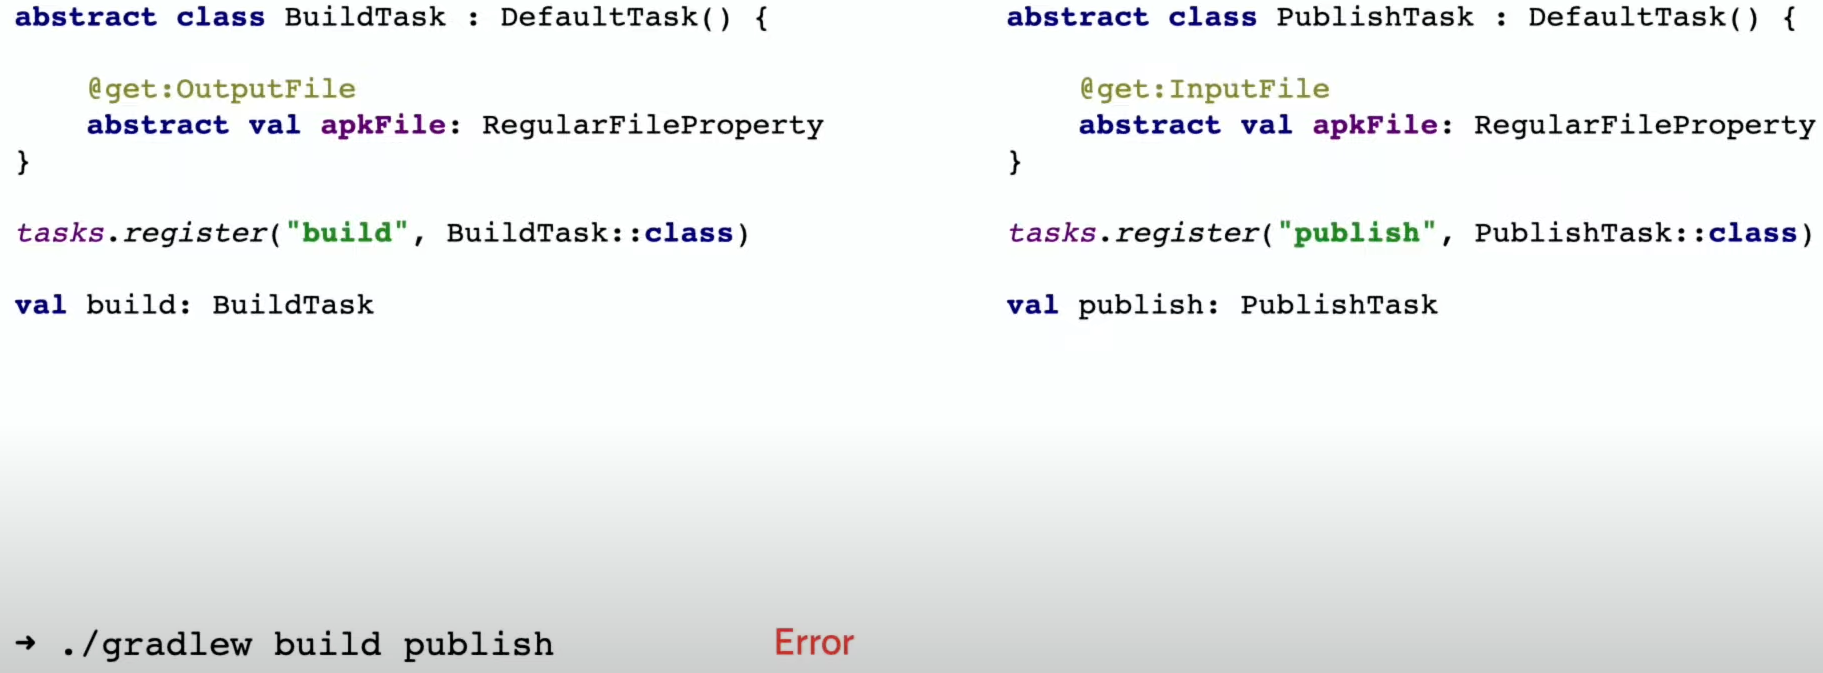 abstract class BuildTask : DefaultTask() {
@get:OutputFile
abstract val apkFile: RegularFileProperty
}
tasks.register("build", BuildTask::class)
val build: BuildTask
abstract class PublishTask : DefaultTask() {
@get:InputFile
abstract val apkFile: RegularFileProperty
}
tasks.register("publish", PublishTask::class)
val publish: PublishTask
➜ ./gradlew build publish
Error